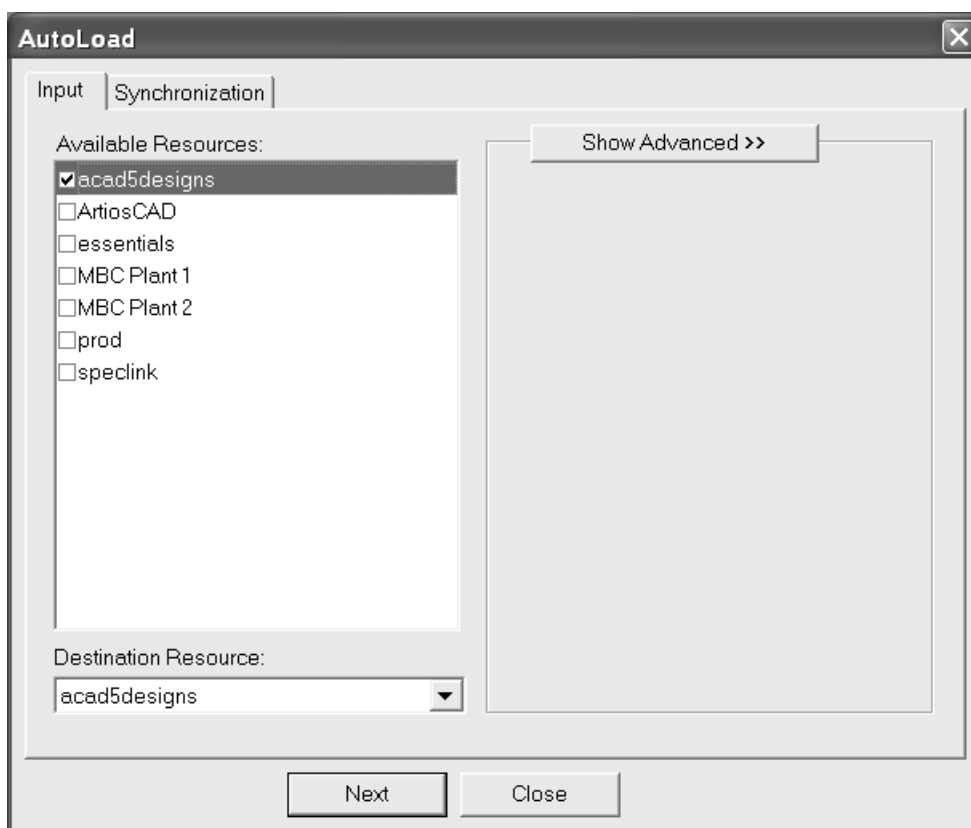 AutoLoad
Input
Synchronization
Available Resources:
Show Advanced >>
acad5designs
ArtiosCAD
essentials
MBC Plant 1
MBC Plant 2
prod
speclink
Destination Resource:
acad5designs
Next
Close